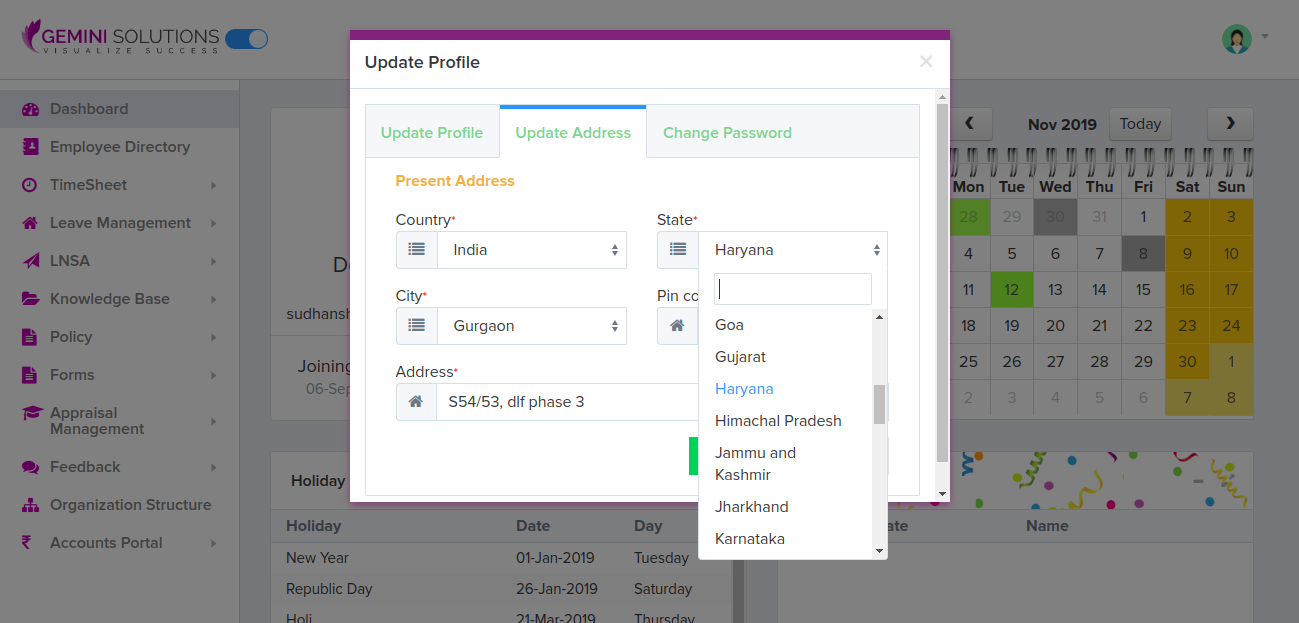 GEMINI SOLUTIONS
VISUALIZE SUCCESS
Dashboard
Employee Directory
TimeSheet
Leave Management
LNSA
Knowledge Base
Policy
Forms
Appraisal
Management
Feedback
Organization Structure
Accounts Portal
Update Profile
×
Update Profile Update Address Change Password
Present Address
Country* State*
India Haryana
City* Pin co
Gurgaon
Address*
S54/53, dlf phase 3
Goa
Gujarat
Haryana
Himachal Pradesh
Jammu and
Kashmir
Jharkhand
Karnataka
D
sudhansh
Joining
06-Sep
Nov 2019 Today
Mon Tue Wed Thu Fri Sat Sun
28 29 30 31 1 2 3
4 5 6 7 8 9 10
11 12 13 14 15 16 17
18 19 20 21 22 23 24
25 26 27 28 29 30 1
2 3 4 5 6 7 8
Holiday
Holiday Date Day
New Year 01-Jan-2019 Tuesday
Republic Day 26-Jan-2019 Saturday
Holi 21-Mar-2019 Thursday
ate Name